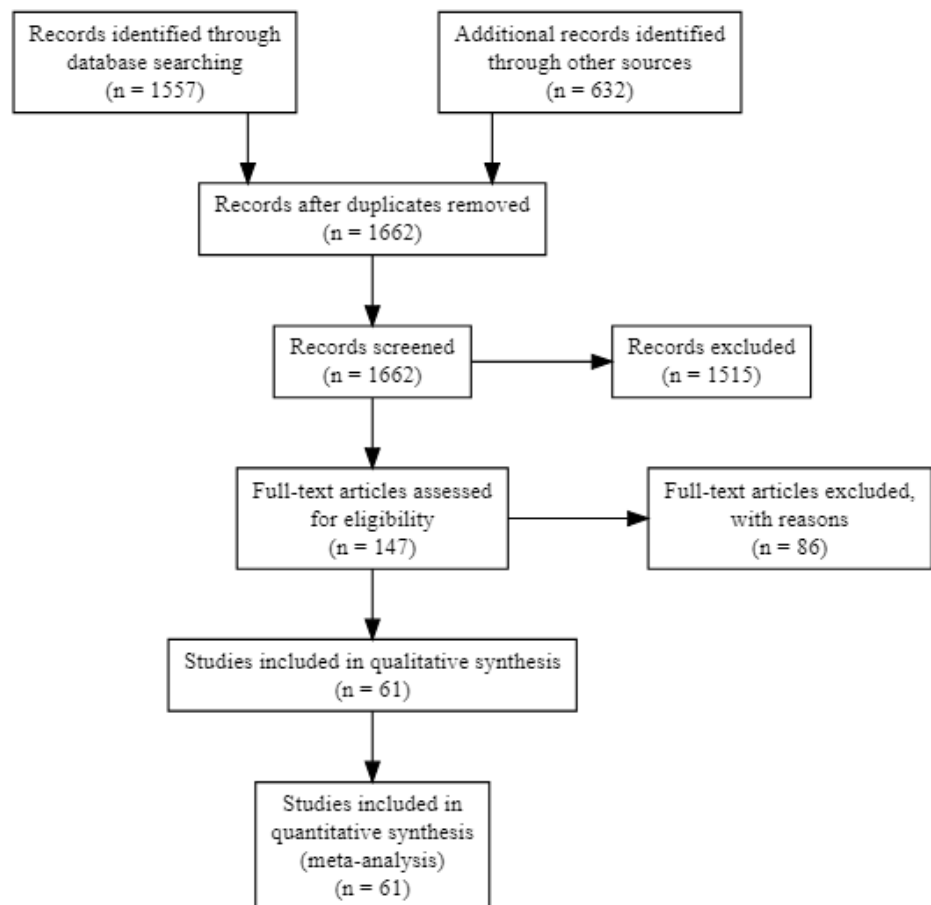 Records identified through
database searching
(n = 1557)
Additional records identified
through other sources
(n = 632)
Records after duplicates removed
(n = 1662)
Records screened
(n = 1662)
Records excluded
(n = 1515)
Full-text articles assessed
for eligibility
(n = 147)
Full-text articles excluded,
with reasons
(n = 86)
Studies included in qualitative synthesis
(n = 61)
Studies included in
quantitative synthesis
(meta-analysis)
(n = 61)